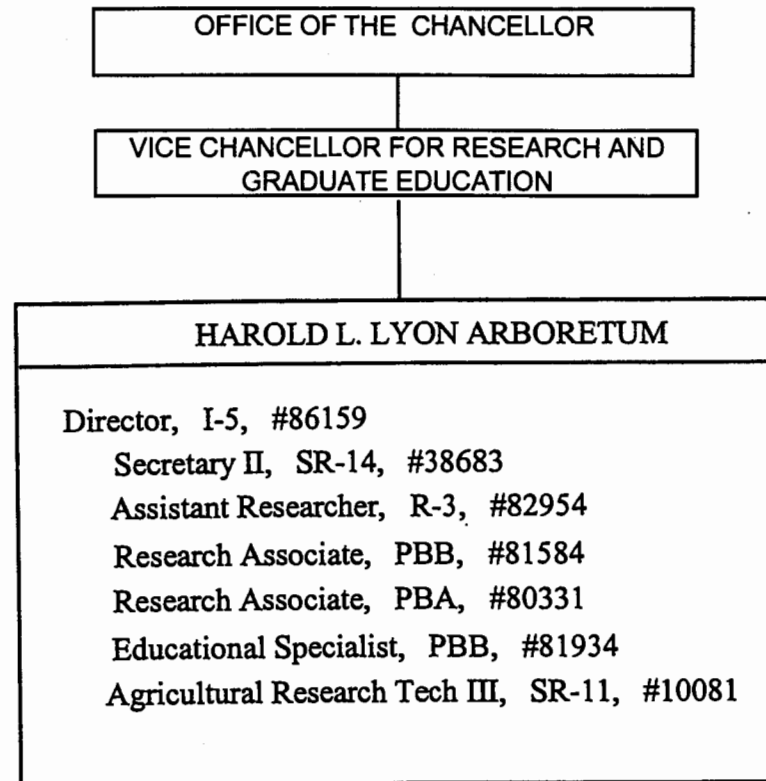 OFFICE OF THE CHANCELLOR
VICE CHANCELLOR FOR RESEARCH AND
GRADUATE EDUCATION
HAROLD L. LYON ARBORETUM
Director, I-5, #86159
Secretary II, SR-14, #38683
Assistant Researcher, R-3, #82954
Research Associate, PBB, #81584
Research Associate, PBA, #80331
Educational Specialist, PBB, #81934
Agricultural Research Tech III, SR-11, #10081